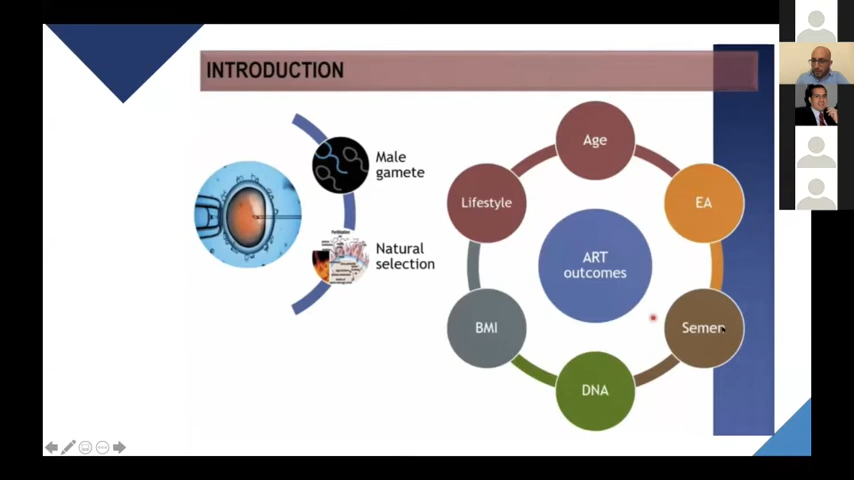 INTRODUCTION
Male
gamete
Natural
selection
Age
Lifestyle
EA
ART
outcomes
BMI
Semen
DNA